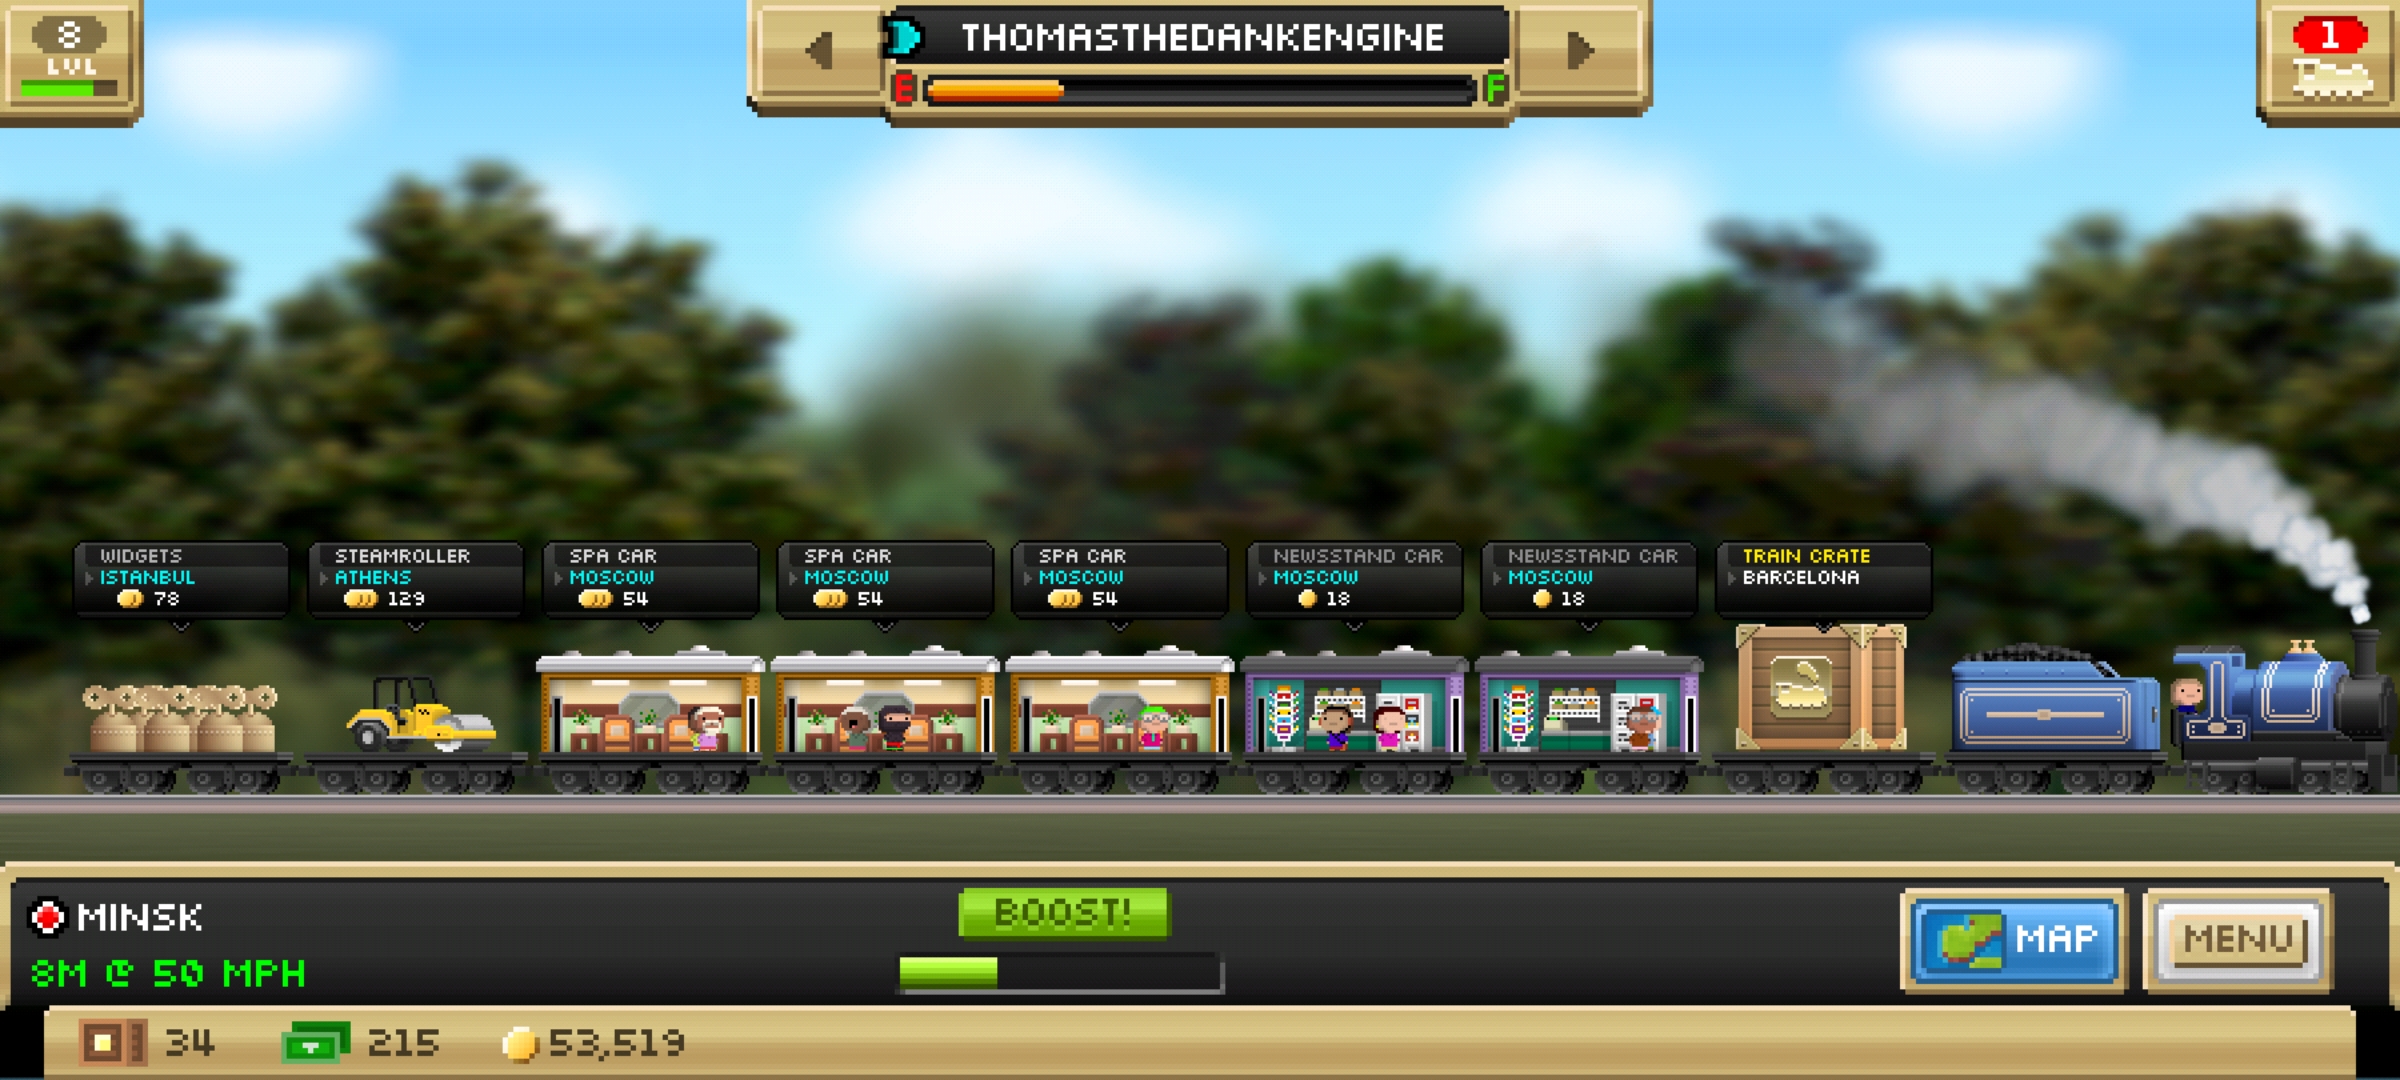 8
LVL
THOMASTHEDANKENGINE
E
F
1
WIDGETS
ISTANBUL
78
STEAMROLLER
ATHENS
129
SPA CAR
MOSCOW
54
SPA CAR
MOSCOW
54
SPA CAR
MOSCOW
54
NEWSSTAND CAR
MOSCOW
18
NEWSSTAND CAR
MOSCOW
18
TRAIN CRATE
BARCELONA
MINSK
8M @ 50 MPH
BOOST!
MAP
MENU
34
215
53,519